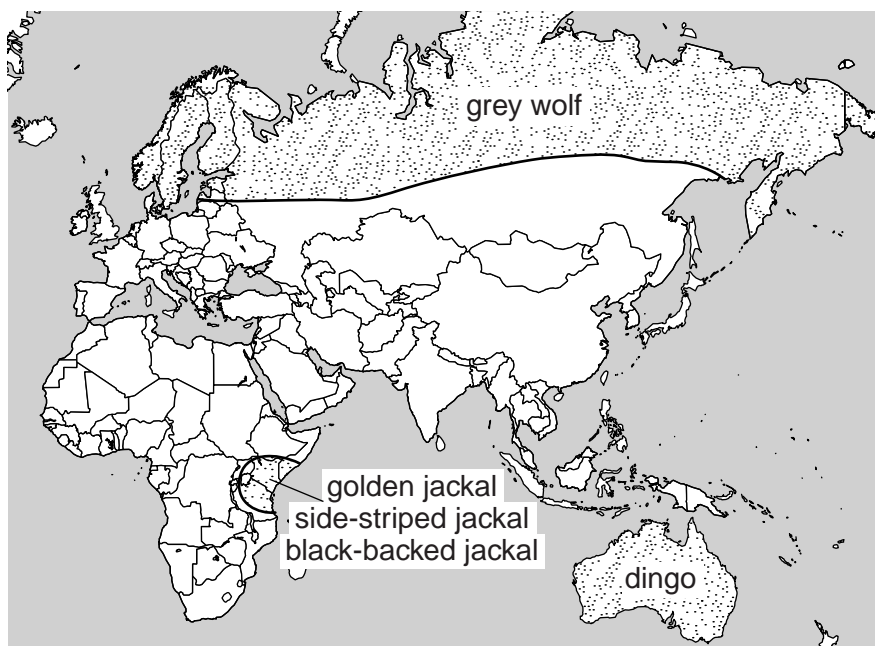 grey wolf
golden jackal
side-striped jackal
black-backed jackal
dingo